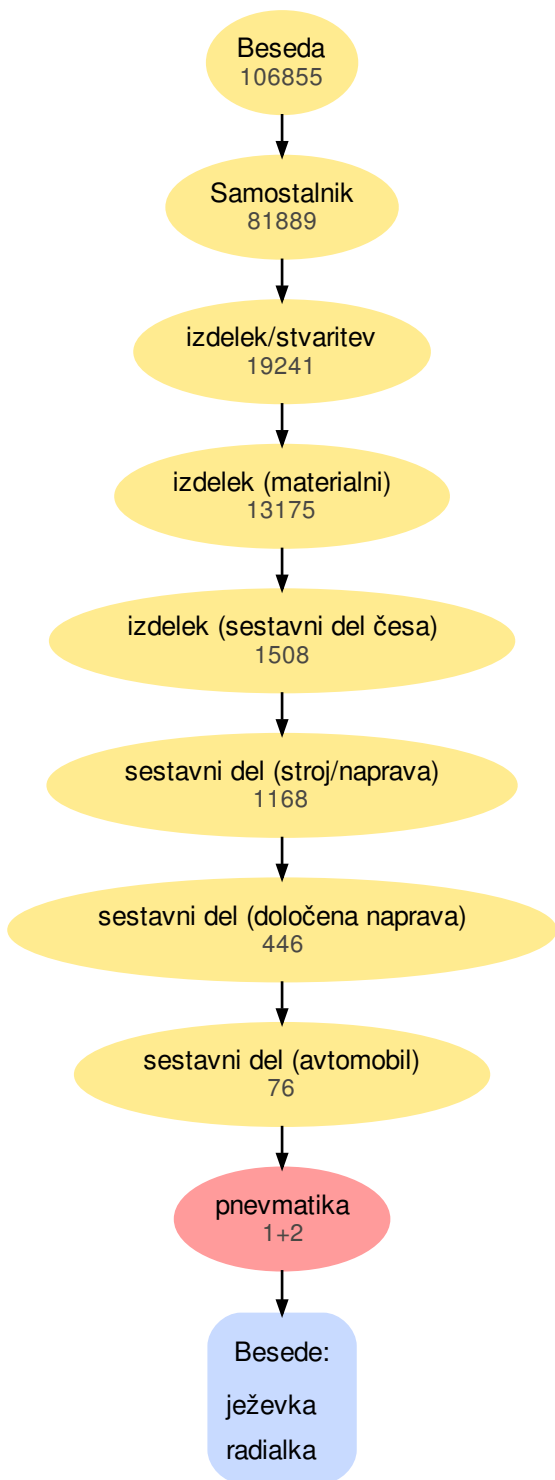 Beseda
106855
Samostalnik
81889
izdelek/stvaritev
19241
izdelek (materialni)
13175
izdelek (sestavni del česa)
1508
sestavni del (stroj/naprava)
1168
sestavni del (določena naprava)
446
sestavni del (avtomobil)
76
pnevmatika
1+2
Besede:
ježevka
radialka